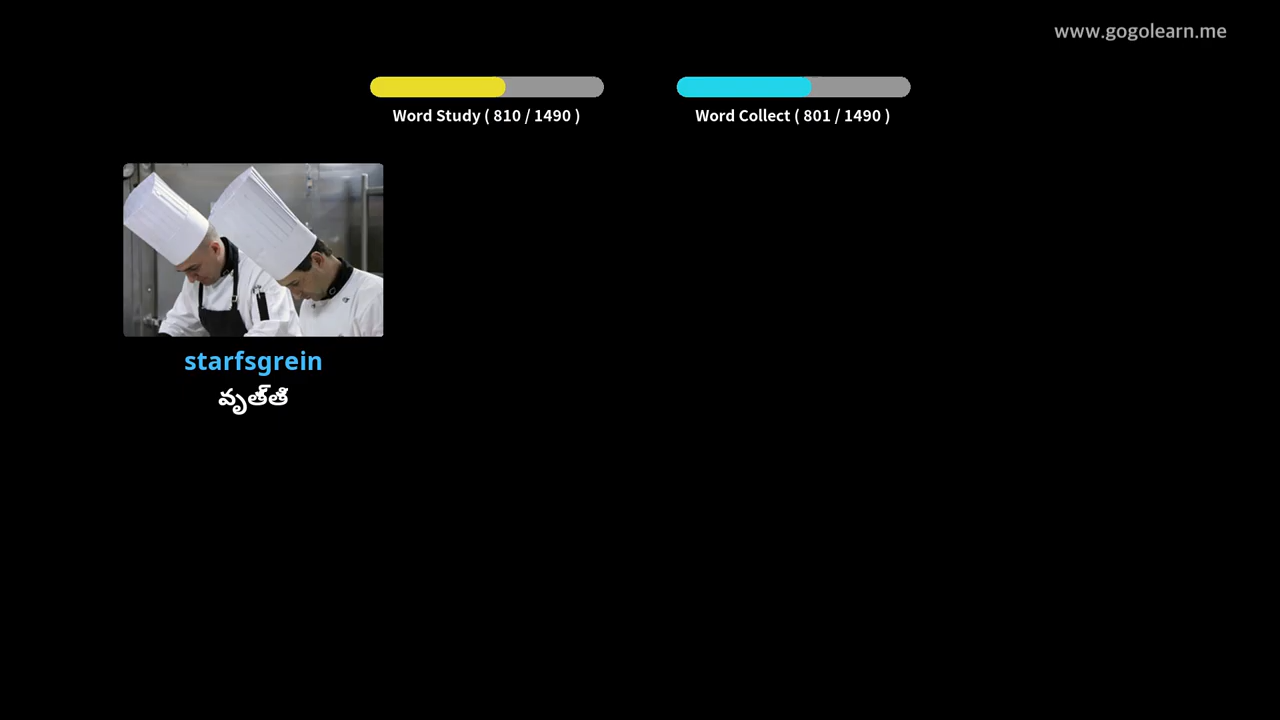 www.gogolearn.me
Word Study ( 810 / 1490 )
Word Collect ( 801 / 1490 )
starfsgrein
వృత్తి